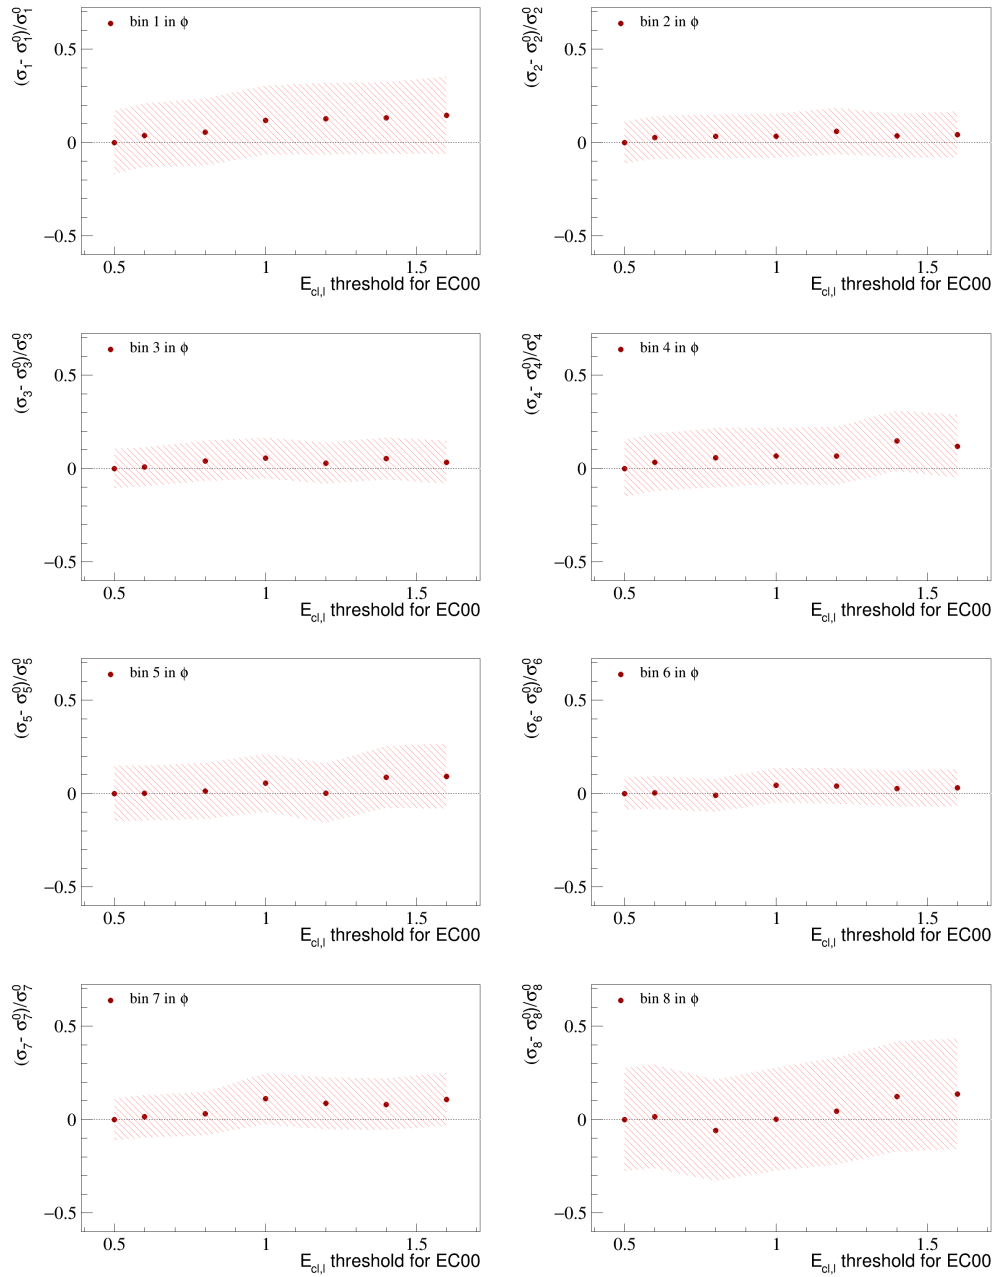 (σ1- σ01)/σ01
bin 1 in ϕ
0.5
0
−0.5
0.5 1 1.5
Ecl,l threshold for EC00
(σ2- σ02)/σ02
bin 2 in ϕ
0.5
0
−0.5
0.5 1 1.5
Ecl,l threshold for EC00
(σ3- σ03)/σ03
bin 3 in ϕ
0.5
0
−0.5
0.5 1 1.5
Ecl,l threshold for EC00
(σ4- σ04)/σ04
bin 4 in ϕ
0.5
0
−0.5
0.5 1 1.5
Ecl,l threshold for EC00
(σ5- σ05)/σ05
bin 5 in ϕ
0.5
0
−0.5
0.5 1 1.5
Ecl,l threshold for EC00
(σ6- σ06)/σ06
bin 6 in ϕ
0.5
0
−0.5
0.5 1 1.5
Ecl,l threshold for EC00
(σ7- σ07)/σ07
bin 7 in ϕ
0.5
0
−0.5
0.5 1 1.5
Ecl,l threshold for EC00
(σ8- σ08)/σ08
bin 8 in ϕ
0.5
0
−0.5
0.5 1 1.5
Ecl,l threshold for EC00